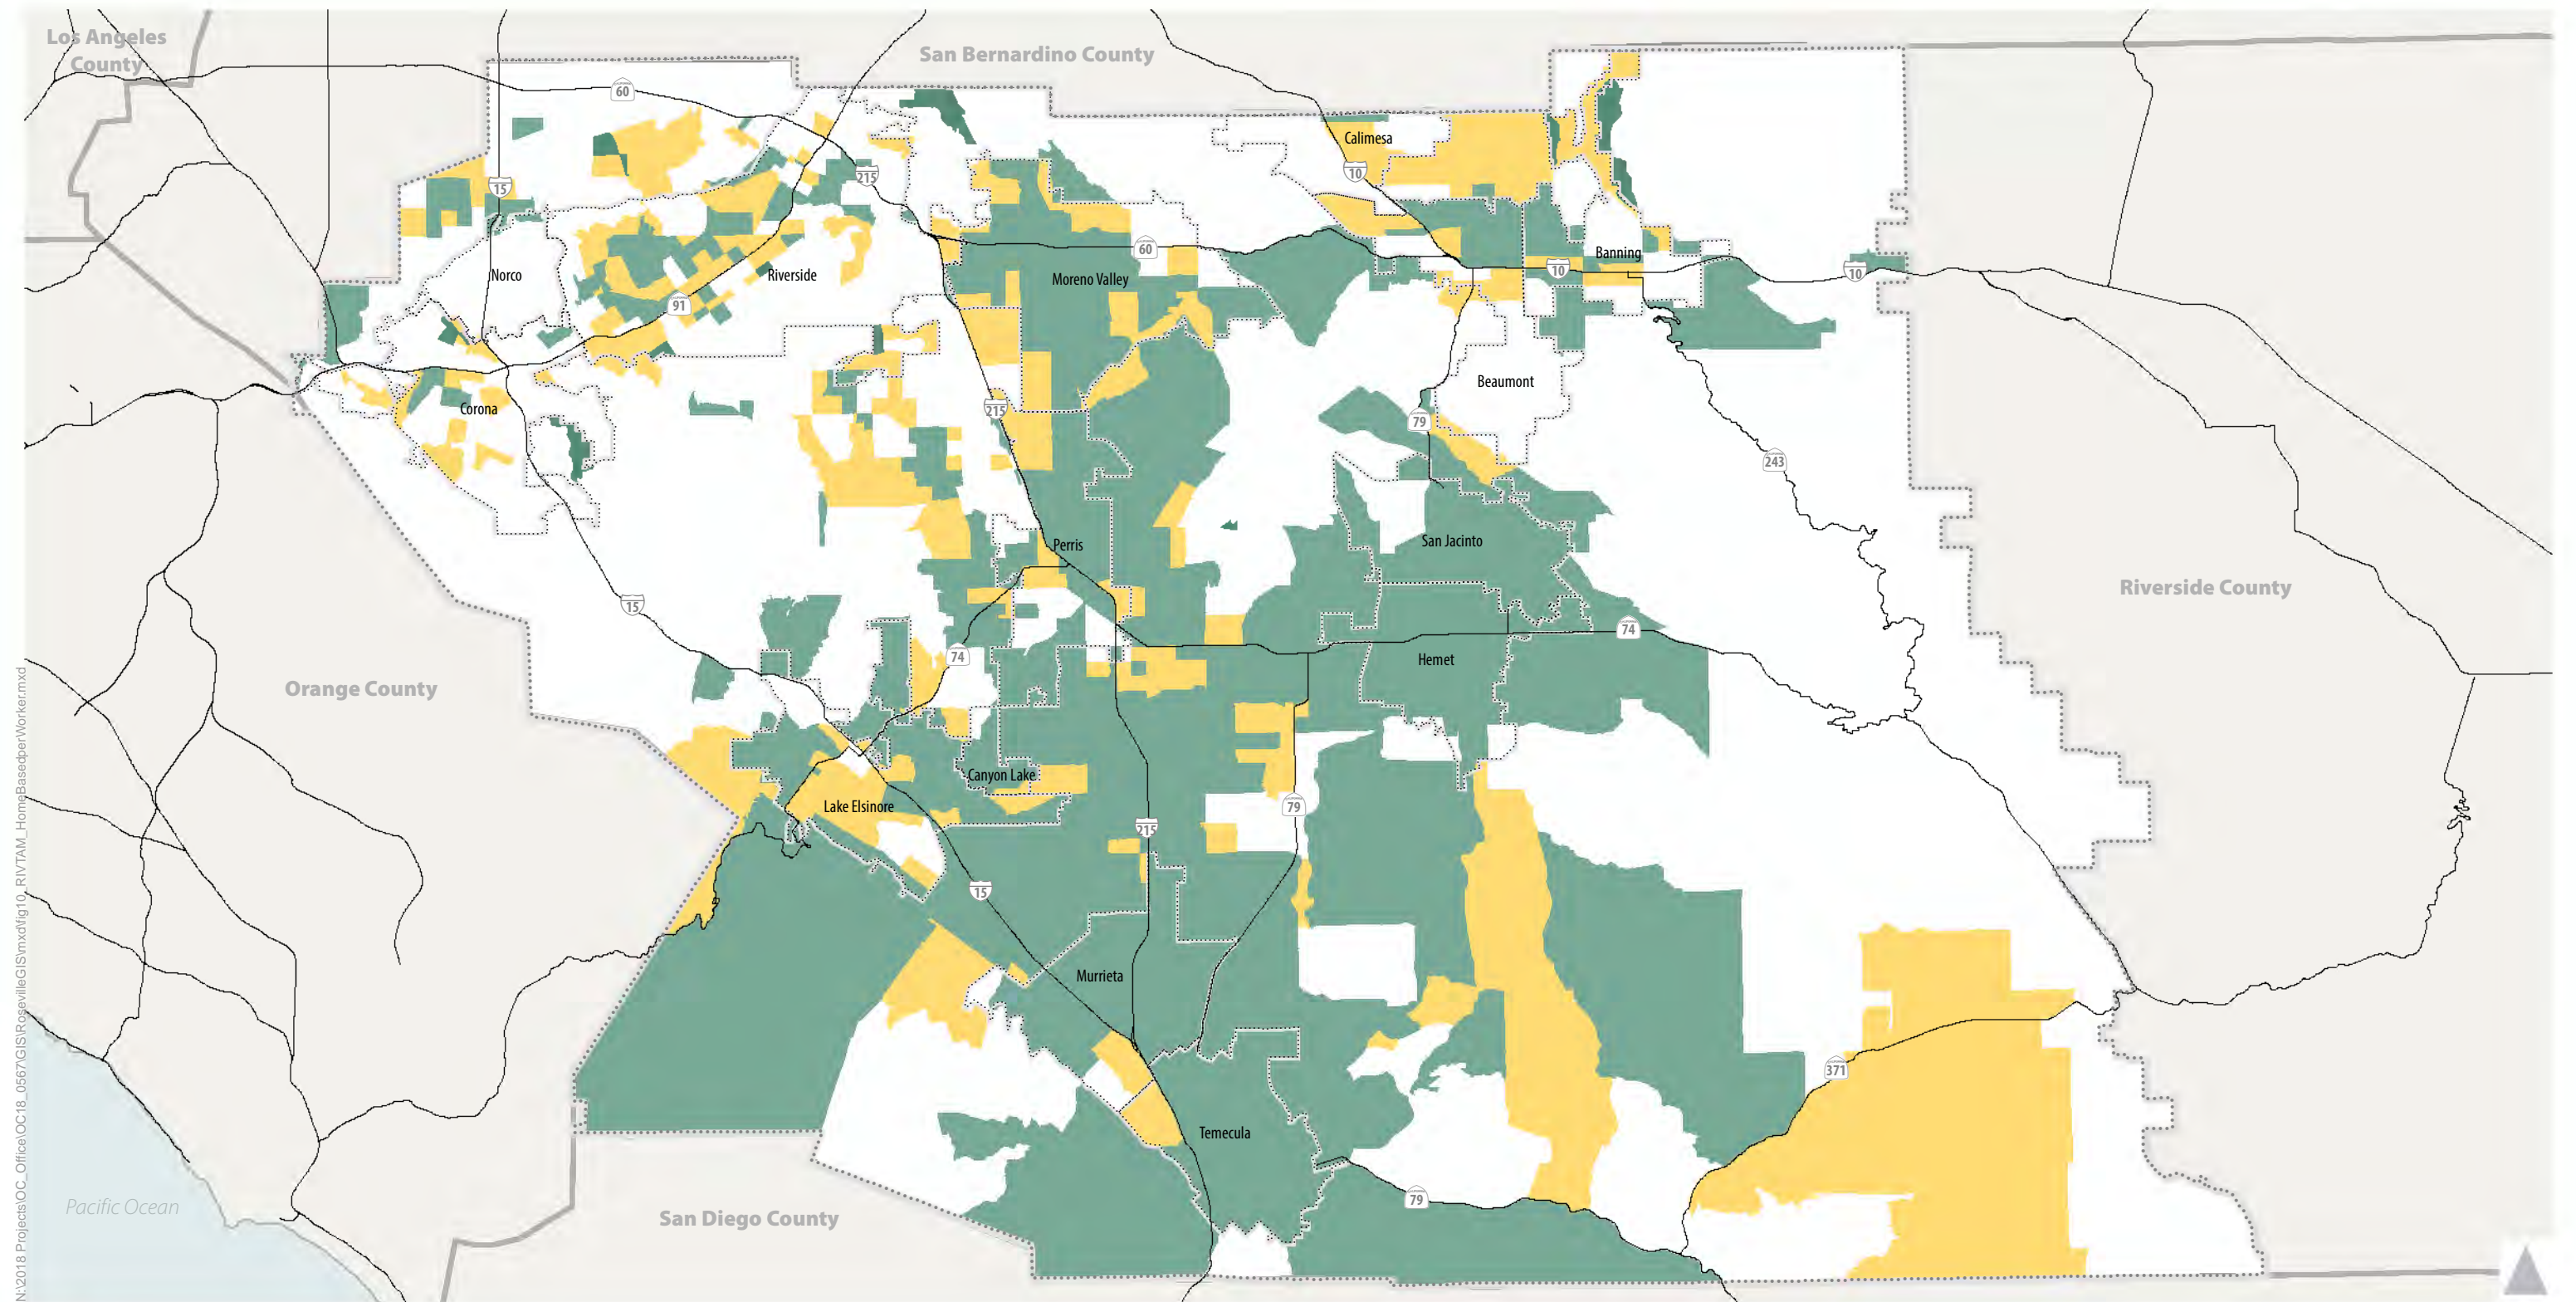 Los Angeles
County
San Bernardino County
60
Calimesa
10
215
15
60
Banning
10
10
Norco
Riverside
Moreno Valley
91
Beaumont
Corona
215
79
243
San Jacinto
Perris
Riverside County
15
74
74
Hemet
Orange County
Canyon Lake
Lake Elsinore
79
215
15
Murrieta
371
Temecula
79
Pacific Ocean
San Diego County
N:\2018 Projects\OC_Office\OC18_0567\GIS\RosevilleGIS\mxd\fig10_RIVTAM_HomeBasedperWorker.mxd